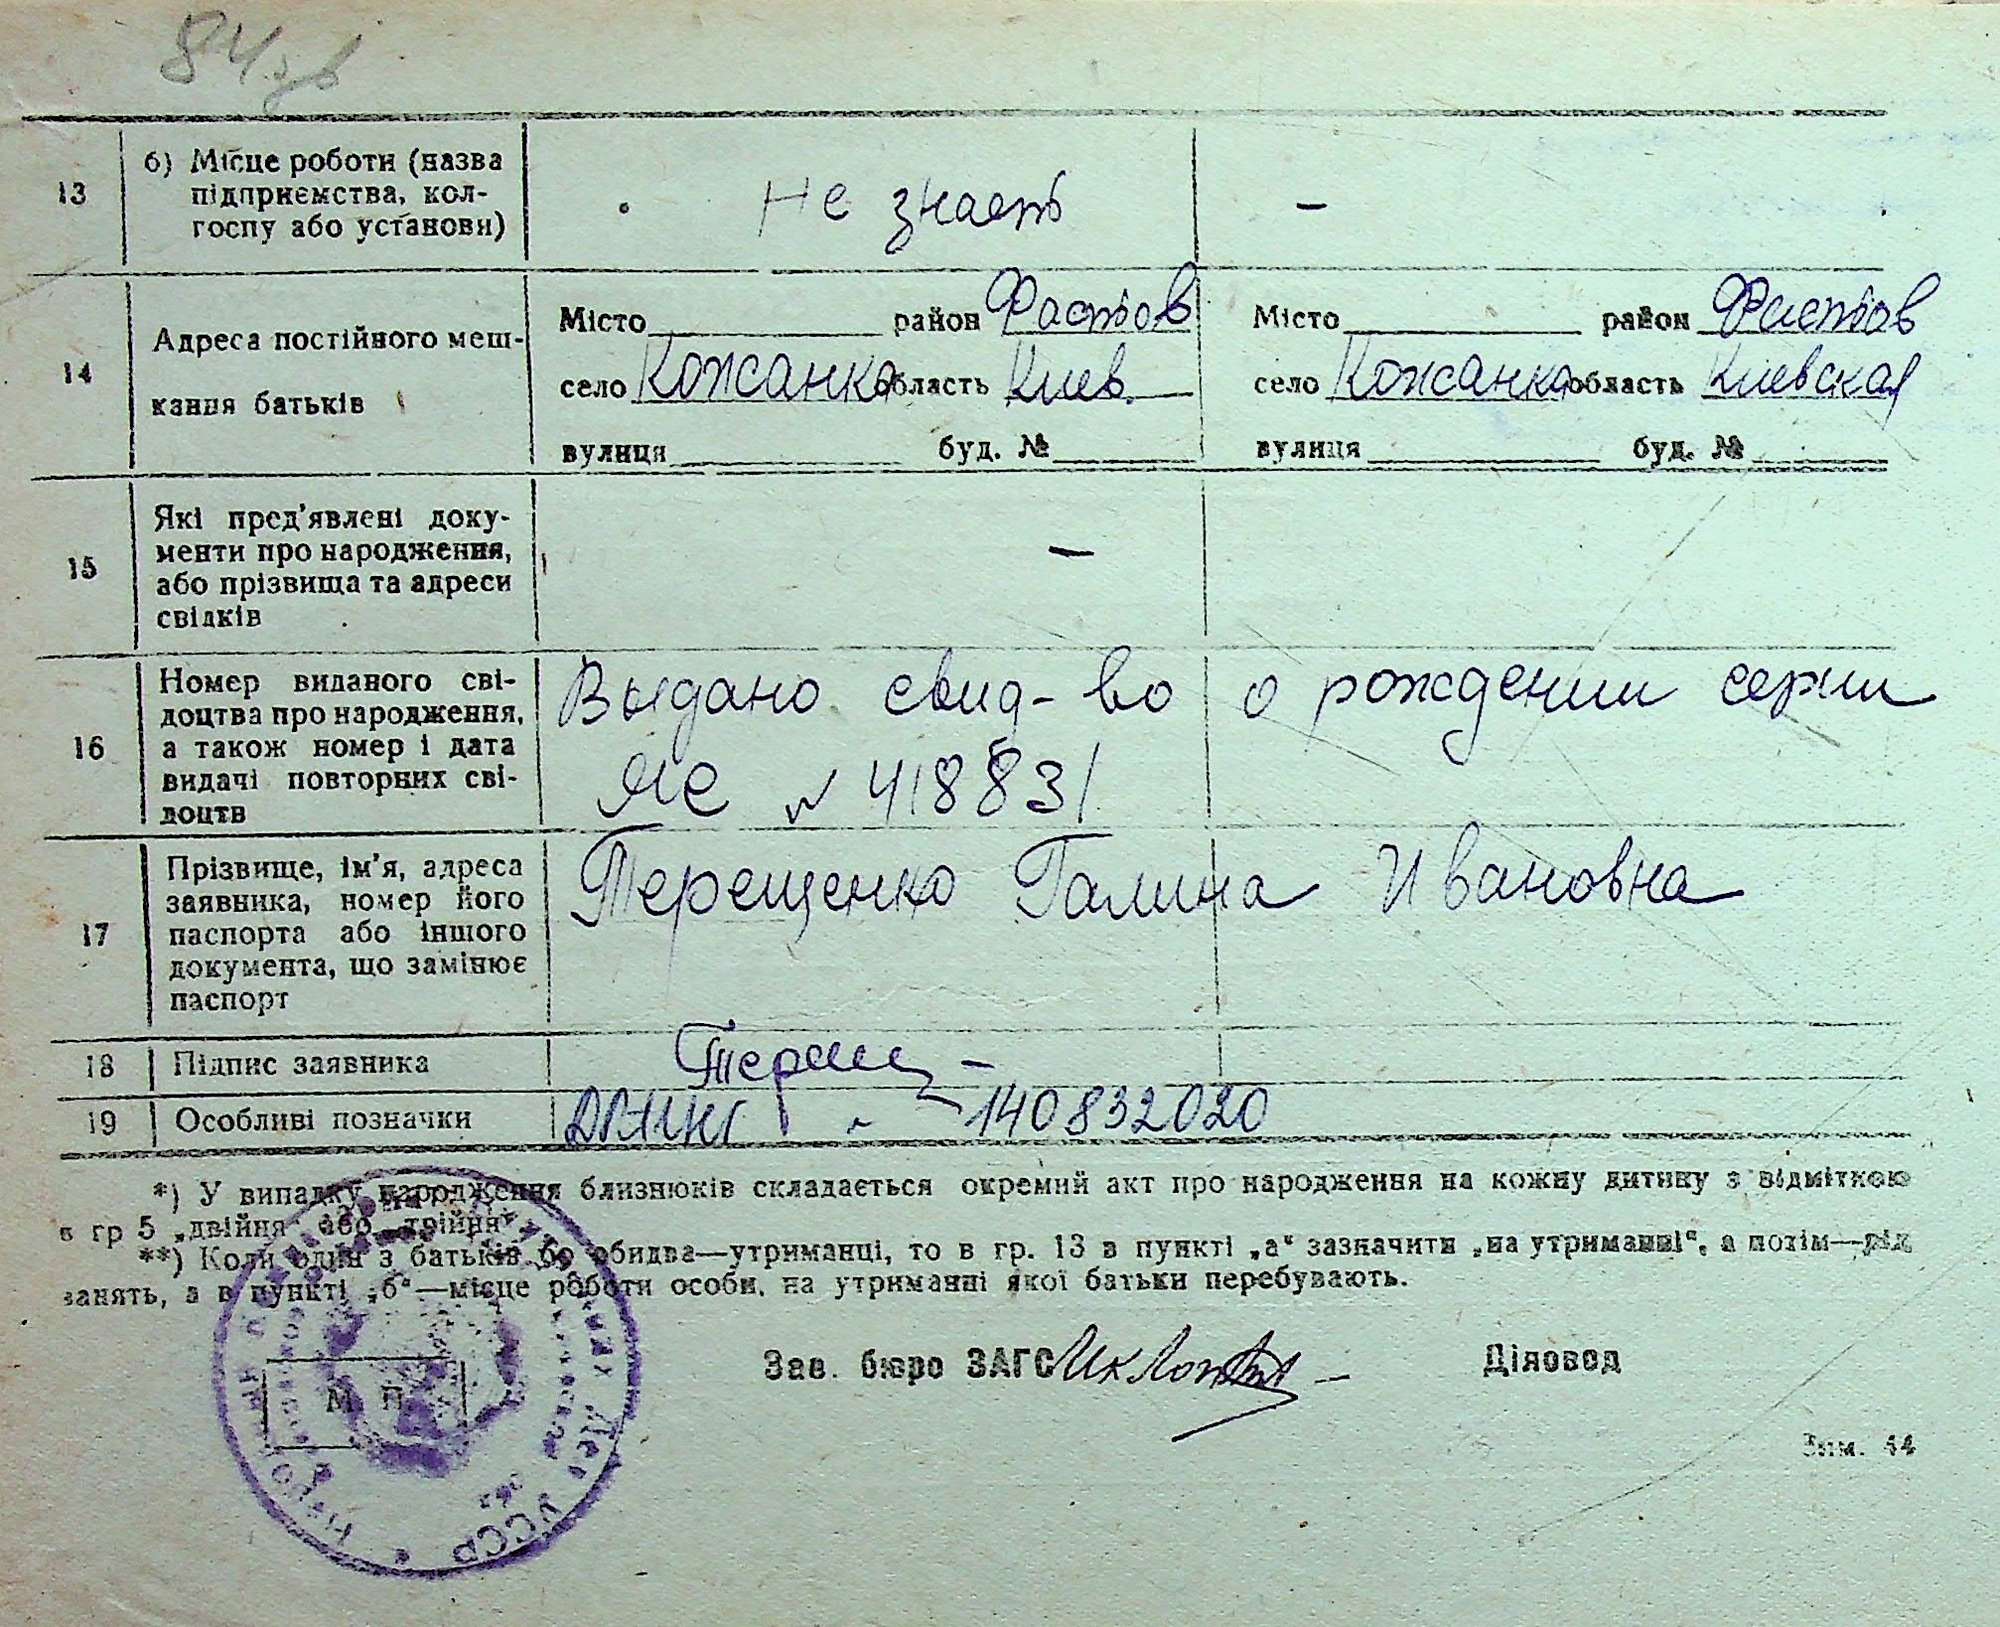 84зв
13
б) Місце роботи (назва
підприємства, кол-
госпу або установи)
Не знаеть
—
14
Адреса постійного меш-
кання батьків
Місто район Фастов
село Кожанка область Киев.
вулиця буд. №
Місто район Фастов
село Кожанка область Киевская
вулиця буд. №
15
Які пред'явлені доку-
менти про народження,
або прізвища та адреси
свідків
—
16
Номер виданого сві-
доцтва про народження,
а також номер і дата
видачі повторних сві-
доцтв
Выдано свид-во о рождении серии
ЯЄ № 418831
17
Прізвище, ім'я, адреса
заявника, номер його
паспорта або іншого
документа, що замінює
паспорт
Терещенко Галина Ивановна
18
Підпис заявника
Терещ-
19
Особливі позначки
140832020
*) У випадку народження близнюків складається окремий акт про народження на кожну дитину з відміткою
в гр 5 „двійня" або „трійня"
**) Коли один з батьків бо обидва—утриманці, то в гр. 13 в пункті „а" зазначити „на утриманні", а потім—рід
занять, а в пункті „б"—місце роботи особи, на утриманні якої батьки перебувають.
Зав. бюро ЗАГС
Діловод
М. П.
УССР
Зам. 44